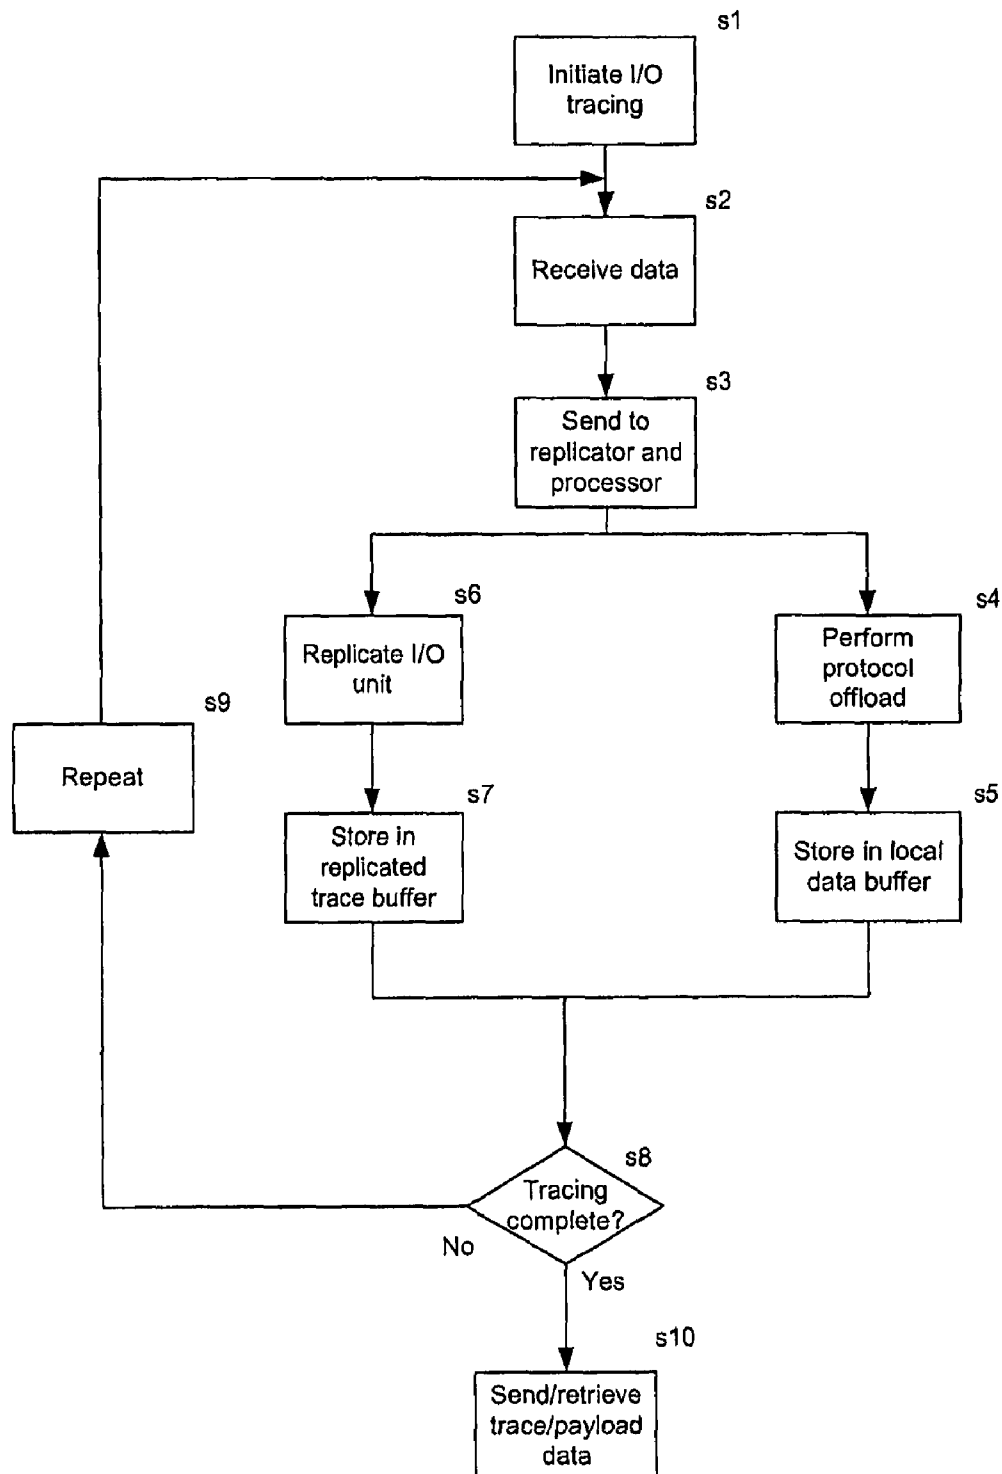 s1
Initiate I/O
tracing
s2
Receive data
s3
Send to
replicator and
processor
s6
Replicate I/O
unit
s4
Perform
protocol
offload
s9
Repeat
s7
Store in
replicated
trace buffer
s5
Store in local
data buffer
s8
Tracing
complete?
No
Yes
s10
Send/retrieve
trace/payload
data